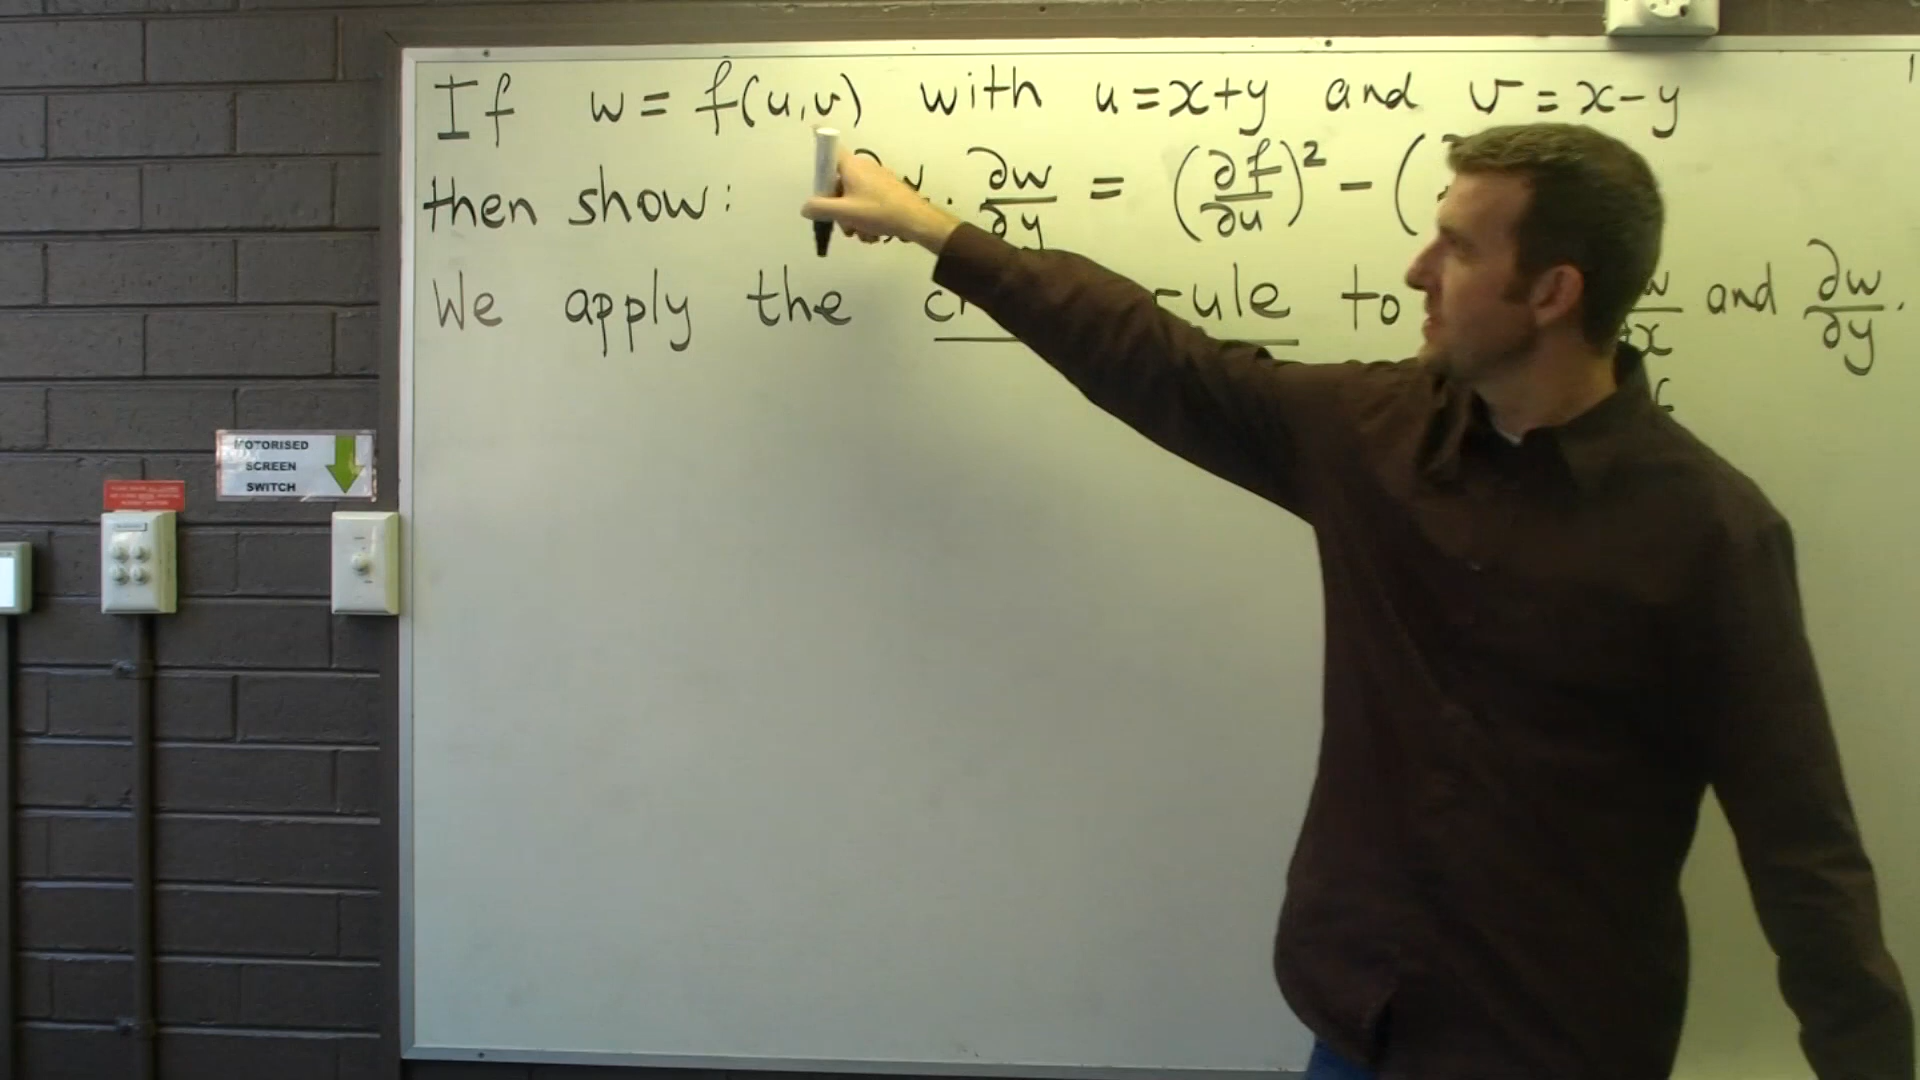 If w = f(u,v) with u = x+y and v = x-y
then show: · ∂w/∂y = (∂f/∂u)² - (
We apply the rule to and ∂w/∂y.
MOTORISED
SCREEN
SWITCH